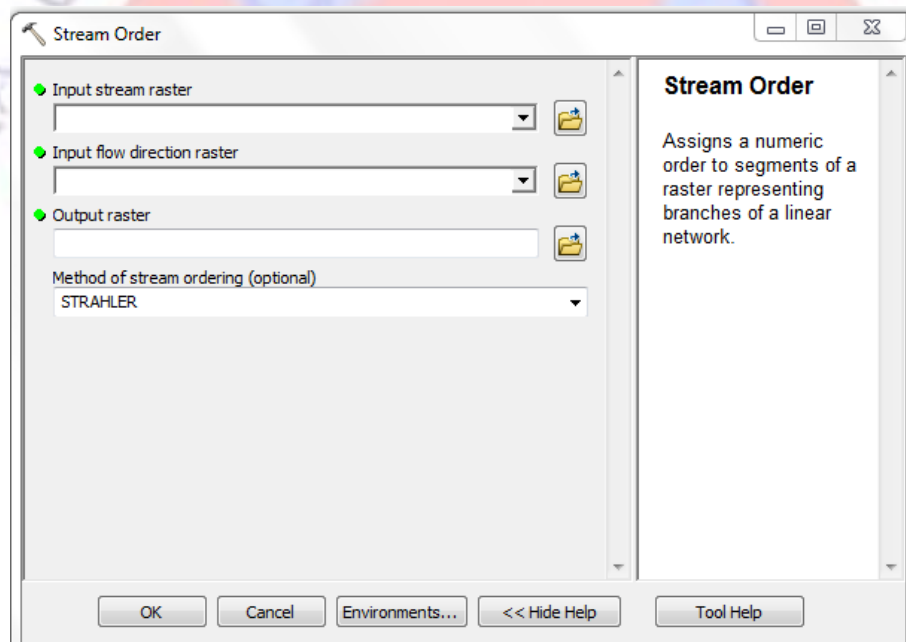 Stream Order
Input stream raster
Input flow direction raster
Output raster
Method of stream ordering (optional)
STRAHLER
Stream Order
Assigns a numeric
order to segments of a
raster representing
branches of a linear
network.
OK
Cancel
Environments...
<< Hide Help
Tool Help